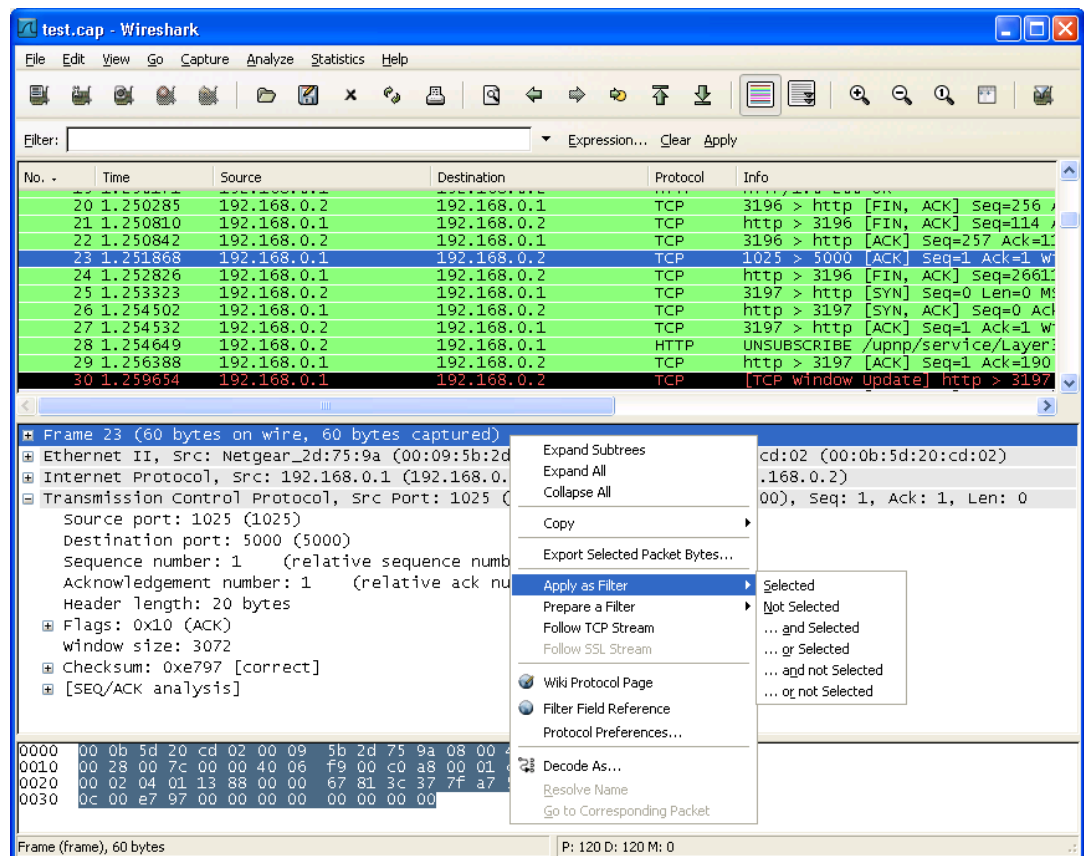 test.cap - Wireshark
File Edit View Go Capture Analyze Statistics Help
Filter: Expression... Clear Apply
No. Time Source Destination Protocol Info
20 1.250285 192.168.0.2 192.168.0.1 TCP 3196 > http [FIN, ACK] Seq=256
21 1.250810 192.168.0.1 192.168.0.2 TCP http > 3196 [FIN, ACK] Seq=114
22 1.250842 192.168.0.2 192.168.0.1 TCP 3196 > http [ACK] Seq=257
23 1.251868 192.168.0.1 192.168.0.2 TCP 1025 > 5000 [ACK] Seq=1 Ack=1
24 1.252826 192.168.0.1 192.168.0.2 TCP http > 3196 [FIN, ACK]
25 1.253323 192.168.0.2 192.168.0.1 TCP 3197 > http [SYN] Seq=0 Len=0
26 1.254502 192.168.0.1 192.168.0.2 TCP http > 3197 [SYN, ACK] Seq=0
27 1.254532 192.168.0.2 192.168.0.1 TCP 3197 > http [ACK] Seq=1 Ack=1
28 1.254649 192.168.0.2 192.168.0.1 HTTP UNSUBSCRIBE
29 1.256388 192.168.0.1 192.168.0.2 TCP http > 3197 [ACK] Seq=1 Ack=190
30 1.259654 192.168.0.1 192.168.0.2 TCP [TCP Window Update] http > 3197
Frame 23 (60 bytes on wire, 60 bytes captured)
Ethernet II, Src: Netgear_2d:75:9a (00:09:5b:2d cd:02 (00:0b:5d:20:cd:02)
Internet Protocol, Src: 192.168.0.1 (192.168.0. .168.0.2)
Transmission Control Protocol, Src Port: 1025 ( 00), Seq: 1, Ack: 1, Len: 0
Source port: 1025 (1025)
Destination port: 5000 (5000)
Sequence number: 1 (relative sequence numb
Acknowledgement number: 1 (relative ack nu
Header length: 20 bytes
Flags: 0x10 (ACK)
Window size: 3072
Checksum: 0xe797 [correct]
[SEQ/ACK analysis]
Expand Subtrees
Expand All
Collapse All
Copy
Export Selected Packet Bytes...
Apply as Filter
Prepare a Filter
Follow TCP Stream
Follow SSL Stream
Wiki Protocol Page
Filter Field Reference
Protocol Preferences...
Decode As...
Resolve Name
Go to Corresponding Packet
Selected
Not Selected
... and Selected
... or Selected
... and not Selected
... or not Selected
0000 00 0b 5d 20 cd 02 00 09 5b 2d 75 9a 08 00
0010 00 28 00 7c 00 00 40 06 f9 00 c0 a8 00 01
0020 00 02 04 01 13 88 00 00 67 81 3c 37 7f a7
0030 0c 00 e7 97 00 00 00 00 00 00 00 00
Frame (frame), 60 bytes P: 120 D: 120 M: 0